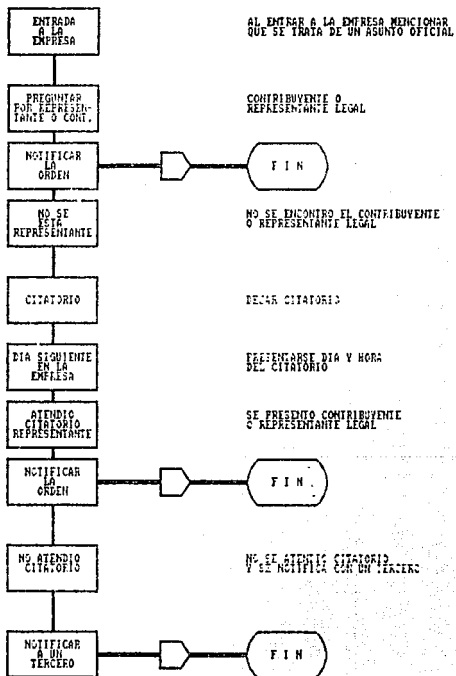 ENTRADA
A LA
EMPRESA
AL ENTRAR A LA EMPRESA MENCIONAR
QUE SE TRATA DE UN ASUNTO OFICIAL
PREGUNTAR
POR REPRESEN-
TANTE O CONT.
CONTRIBUYENTE O
REPRESENTANTE LEGAL
NOTIFICAR
LA
ORDEN
F I N
NO SE
ESTA
REPRESENTANTE
NO SE ENCONTRO EL CONTRIBUYENTE
O REPRESENTANTE LEGAL
CITATORIO
DEJAR CITATORIO
DIA SIGUIENTE
EN LA
EMPRESA
PRESENTARSE DIA Y HORA
DEL CITATORIO
ATENDIO
CITATORIO
REPRESENTANTE
SE PRESENTO CONTRIBUYENTE
O REPRESENTANTE LEGAL
NOTIFICAR
LA
ORDEN
F I N
NO ATENDIO
CITATORIO
NO SE ATENDIO CITATORIO
Y SE NOTIFICA CON UN TERCERO
NOTIFICAR
A UN
TERCERO
F I N